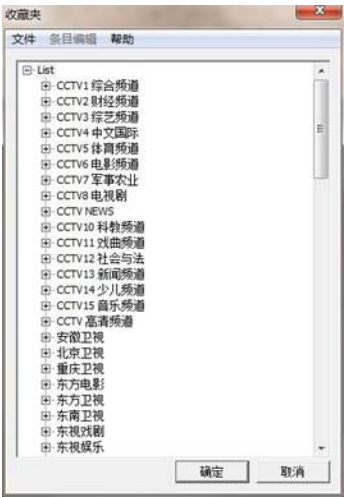 收藏夹
文件 条目编辑 帮助
List
CCTV1 综合频道
CCTV2 财经频道
CCTV3 综艺频道
CCTV4 中文国际
CCTV5 体育频道
CCTV6 电影频道
CCTV7 军事农业
CCTV8 电视剧
CCTV NEWS
CCTV10 科教频道
CCTV11 戏曲频道
CCTV12 社会与法
CCTV13 新闻频道
CCTV14 少儿频道
CCTV15 音乐频道
CCTV 高清频道
安徽卫视
北京卫视
重庆卫视
东方电影
东方卫视
东南卫视
东视戏剧
东视娱乐
确定 取消